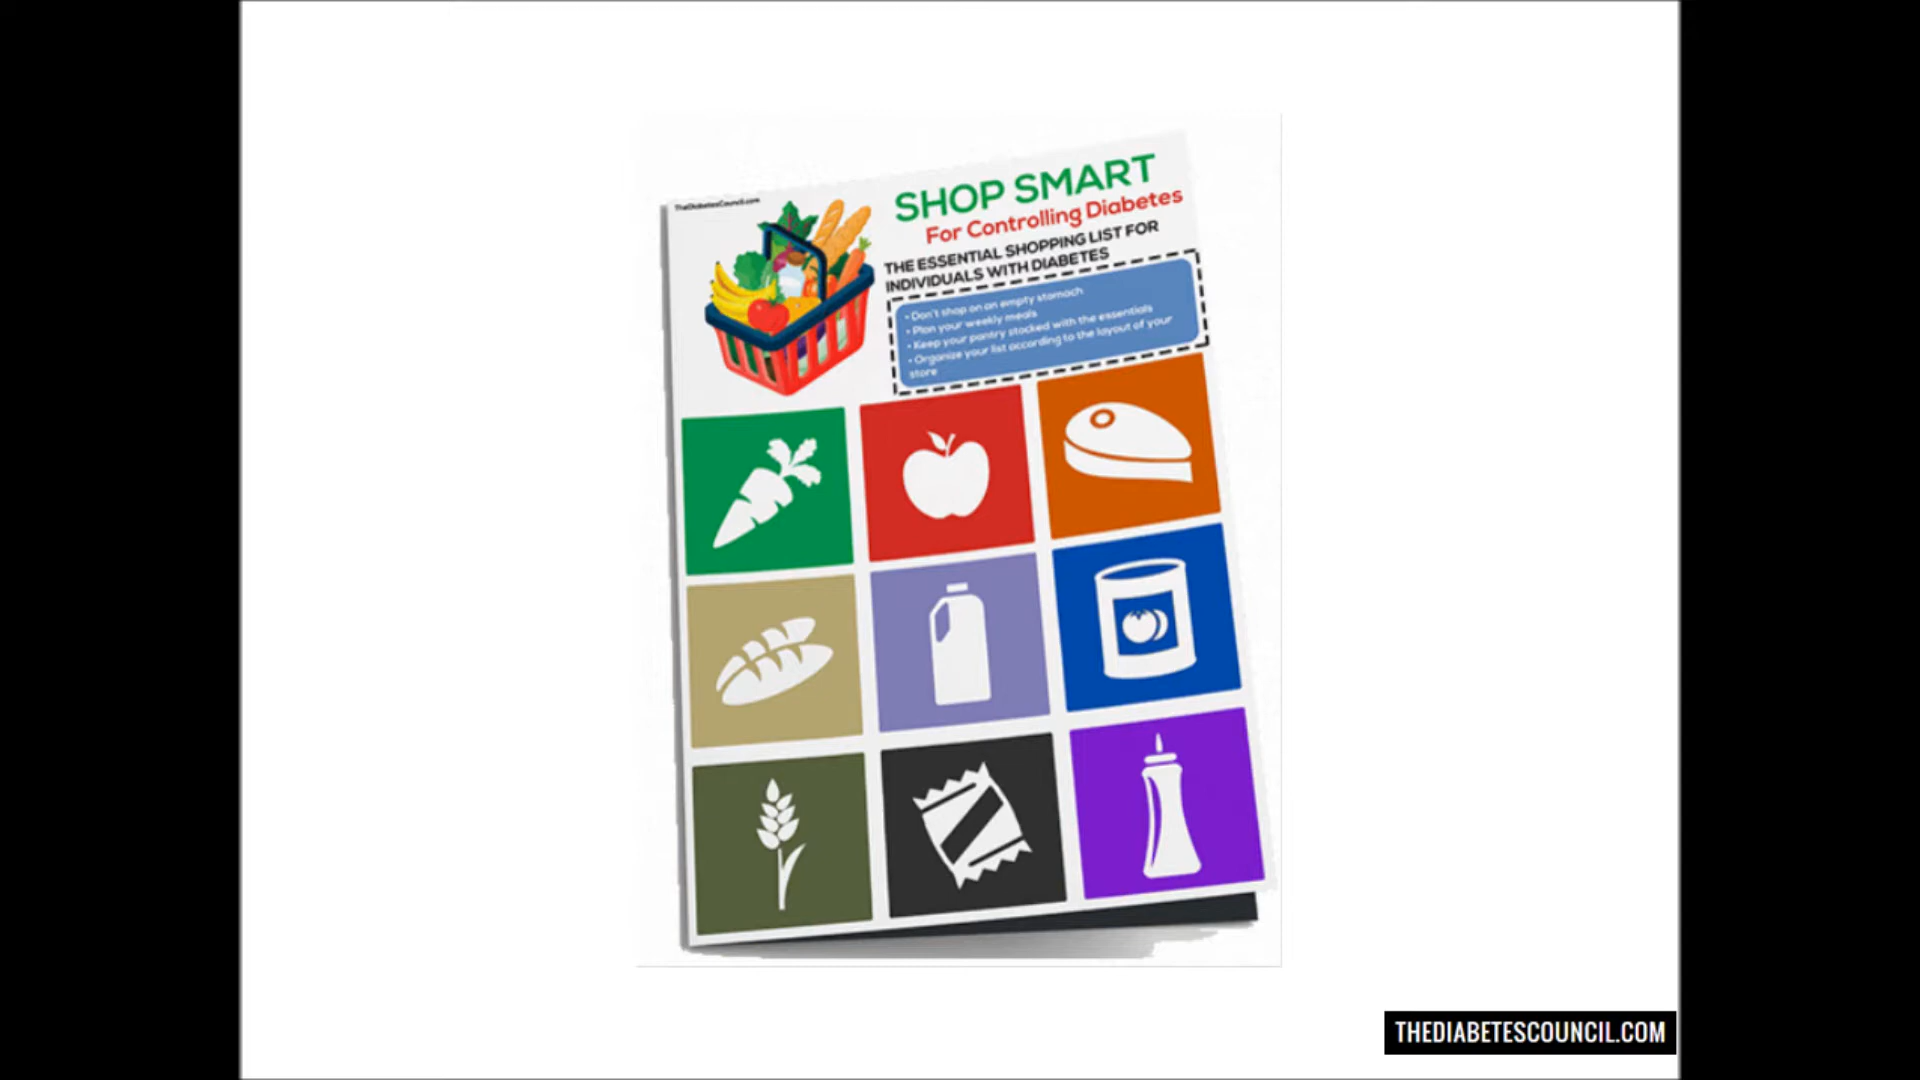 TheDiabetesCouncil.com
SHOP SMART
For Controlling Diabetes
THE ESSENTIAL SHOPPING LIST FOR
INDIVIDUALS WITH DIABETES
• Don't shop on an empty stomach
• Plan your weekly meals
• Keep your pantry stocked with the essentials
• Organize your list according to the layout of your
store
THEDIABETESCOUNCIL.COM